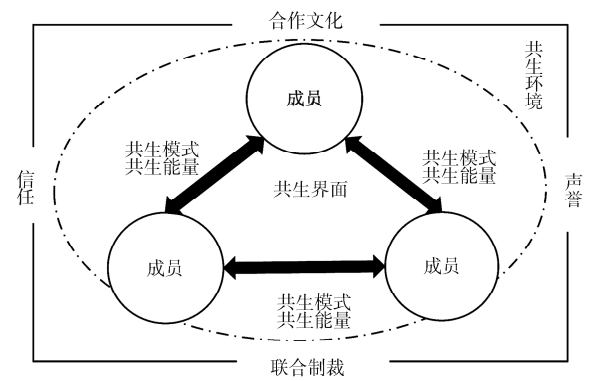 合作文化
共生环境
成员
共生模式
共生能量
共生模式
共生能量
信任
共生界面
声誉
成员
成员
共生模式
共生能量
联合制裁